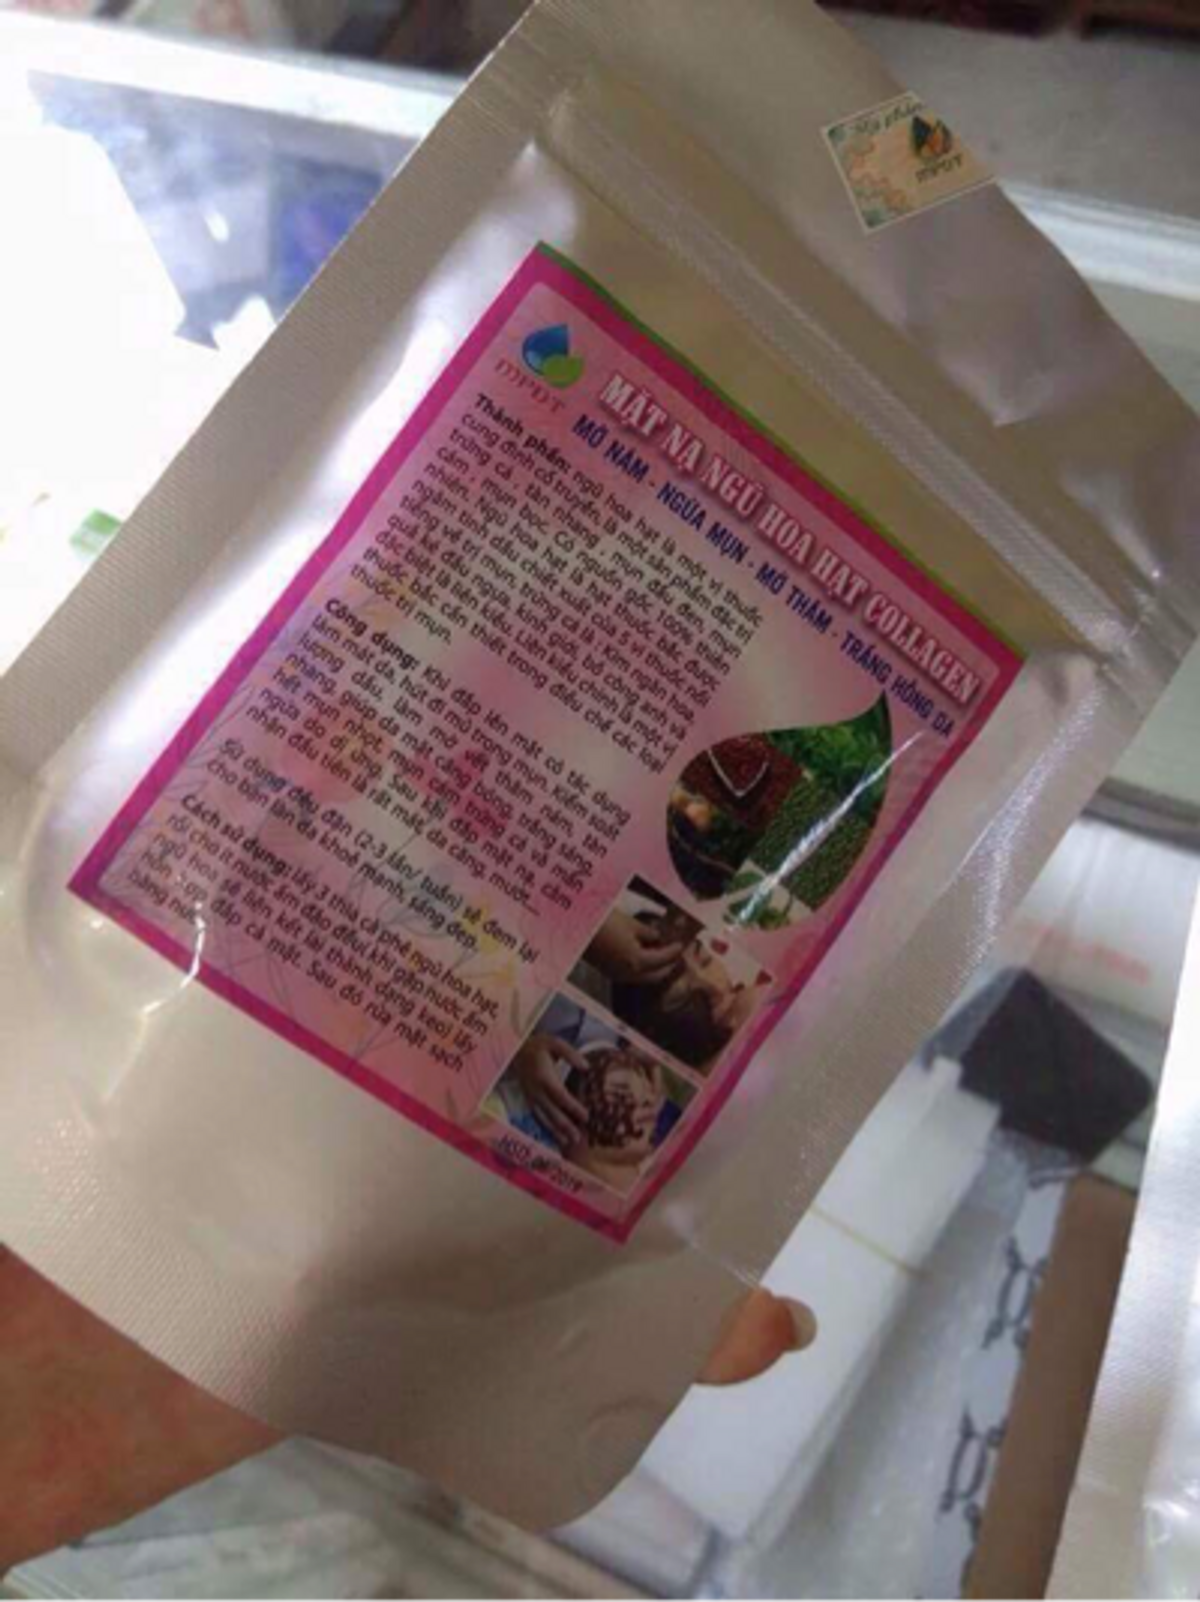 Mỹ phẩm
MPDT
MPDT
MẶT NẠ NGŨ HOA HẠT COLLAGEN
MỜ NÁM - NGỪA MỤN - MỜ THÂM - TRẮNG HỒNG DA
Thành phần: ngũ hoa hạt là một vị thuốc
cung đình cổ truyền, là một sản phẩm đặc trị
trứng cá - tàn nhang - mụn đầu đen, mụn
cám - mụn bọc. Có nguồn gốc 100% thiên
nhiên. Ngũ hoa hạt là hạt thuốc bắc được
ngâm tinh dầu chiết xuất của 5 vị thuốc nổi
tiếng về trị mụn, trứng cá là : Kim ngân hoa,
quả ké đầu ngựa, kinh giới, bồ công anh và
đặc biệt là liên kiều. Liên kiều chính là một vị
thuốc bắc cần thiết trong điều chế các loại
thuốc trị mụn.
Công dụng: Khi đắp lên mặt có tác dụng
làm mát da, hút đi mủ trong mụn, kiểm soát
lượng dầu, làm mờ vết thâm, nám, tàn
nhang, giúp da mặt căng bóng, trắng sáng,
hết mụn nhọt, mụn cám trứng cá và mẩn
ngứa do dị ứng. Sau khi đắp mặt nạ, cảm
nhận đầu tiên là rất mát, da căng, mướt...
Sử dụng đều đặn (2-3 lần/ tuần) sẽ đem lại
cho bạn làn da khoẻ mạnh, sáng đẹp.
Cách sử dụng: lấy 3 thìa cà phê ngũ hoa hạt,
rồi cho ít nước ấm đảo đều( khi gặp nước ấm
ngũ hoa sẽ liên kết lại thành dạng keo) lấy
hỗn hợp đắp cả mặt. Sau đó rửa mặt sạch
bằng nước
HSD 2019